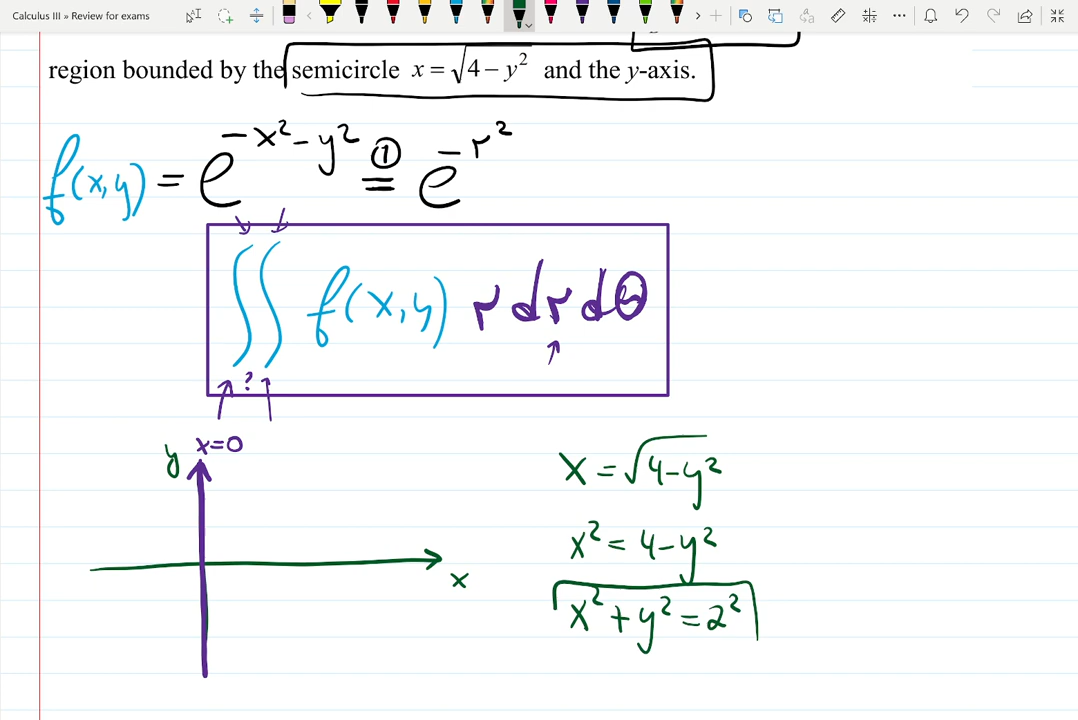 Calculus III » Review for exams
region bounded by the semicircle x = √4 − y² and the y-axis.
f(x,y) = e^{-x²-y²} ①= e^{-r²}
∫∫ f(x,y) r dr dθ
?
y x=0
x
x = √4-y²
x² = 4-y²
x² + y² = 2²